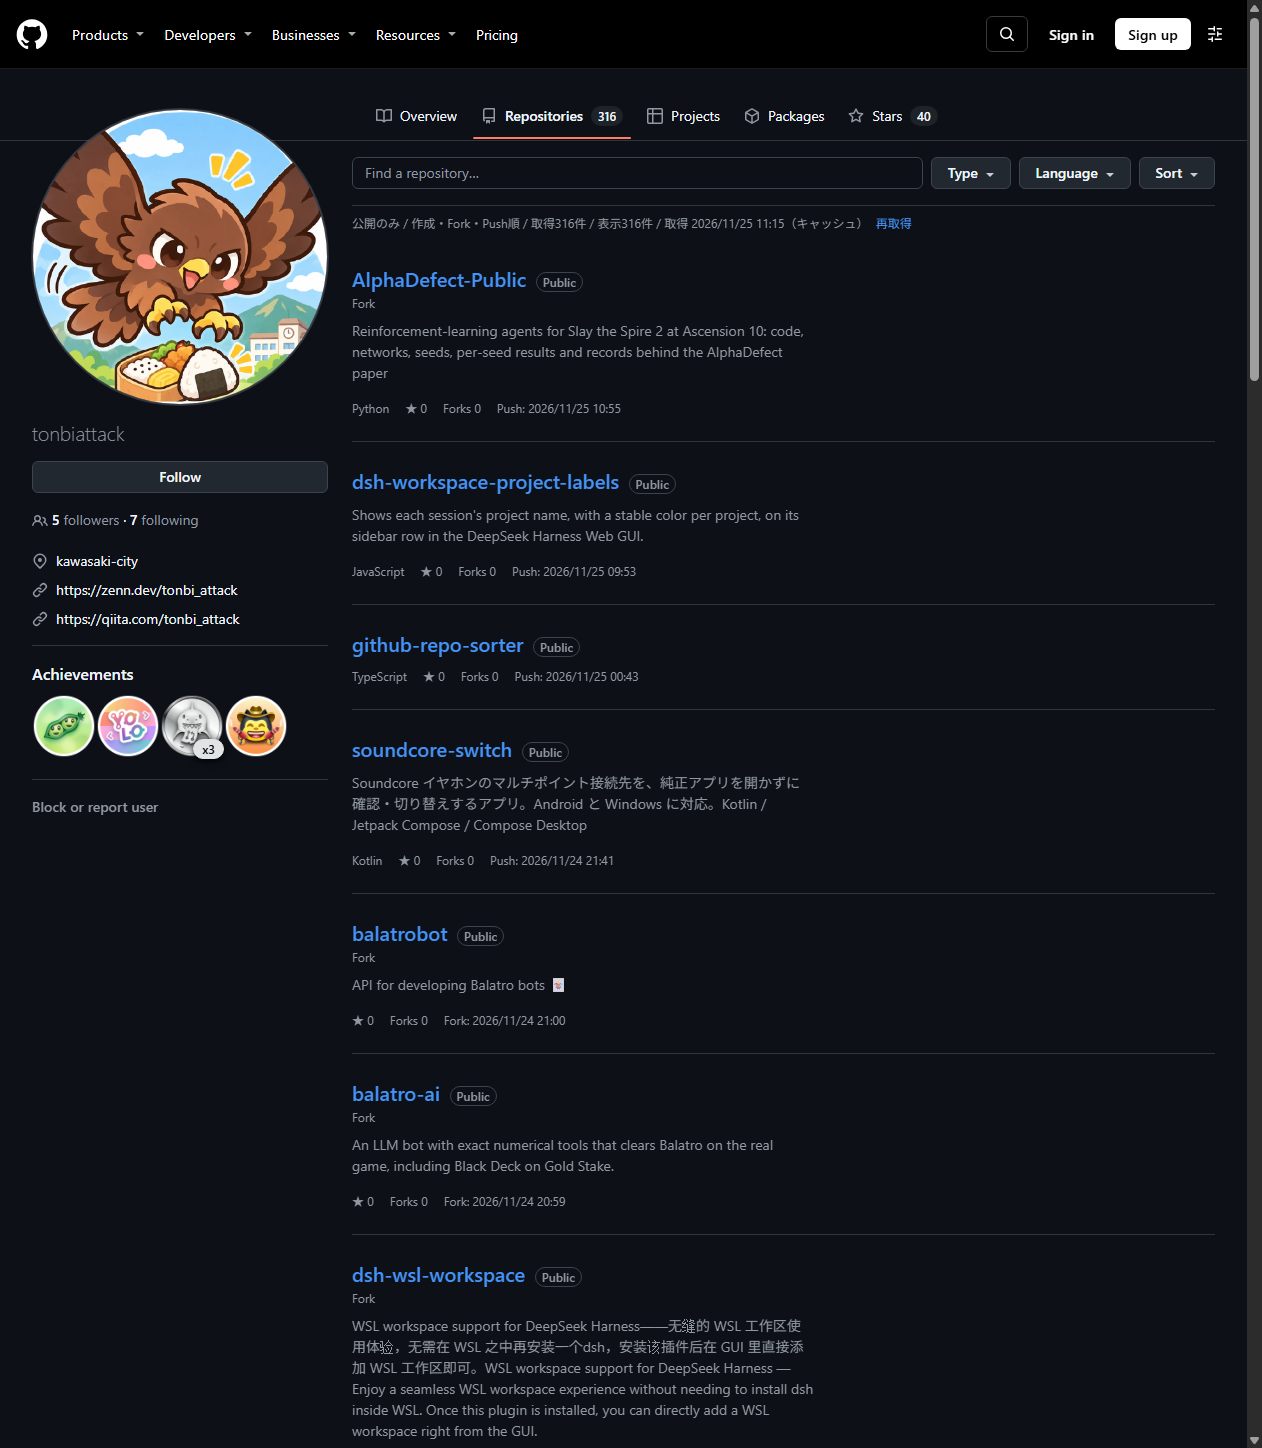 Products
Developers
Businesses
Resources
Pricing
Sign in
Sign up
Overview
Repositories 316
Projects
Packages
Stars 40
tonbiattack
Follow
5 followers · 7 following
kawasaki-city
https://zenn.dev/tonbi_attack
https://qiita.com/tonbi_attack
Achievements
YOLO
x3
Block or report user
Find a repository...
Type
Language
Sort
公開のみ / 作成・Fork・Push順 / 取得316件 / 表示316件 / 取得 2026/11/25 11:15（キャッシュ） 再取得
AlphaDefect-Public Public
Fork
Reinforcement-learning agents for Slay the Spire 2 at Ascension 10: code,
networks, seeds, per-seed results and records behind the AlphaDefect
paper
Python ★ 0 Forks 0 Push: 2026/11/25 10:55
dsh-workspace-project-labels Public
Shows each session's project name, with a stable color per project, on its
sidebar row in the DeepSeek Harness Web GUI.
JavaScript ★ 0 Forks 0 Push: 2026/11/25 09:53
github-repo-sorter Public
TypeScript ★ 0 Forks 0 Push: 2026/11/25 00:43
soundcore-switch Public
Soundcore イヤホンのマルチポイント接続先を、純正アプリを開かずに
確認・切り替えするアプリ。Android と Windows に対応。Kotlin /
Jetpack Compose / Compose Desktop
Kotlin ★ 0 Forks 0 Push: 2026/11/24 21:41
balatrobot Public
Fork
API for developing Balatro bots 🃏
★ 0 Forks 0 Fork: 2026/11/24 21:00
balatro-ai Public
Fork
An LLM bot with exact numerical tools that clears Balatro on the real
game, including Black Deck on Gold Stake.
★ 0 Forks 0 Fork: 2026/11/24 20:59
dsh-wsl-workspace Public
Fork
WSL workspace support for DeepSeek Harness——无缝的 WSL 工作区使
用体验，无需在 WSL 之中再安装一个dsh，安装该插件后在 GUI 里直接添
加 WSL 工作区即可。WSL workspace support for DeepSeek Harness —
Enjoy a seamless WSL workspace experience without needing to install dsh
inside WSL. Once this plugin is installed, you can directly add a WSL
workspace right from the GUI.